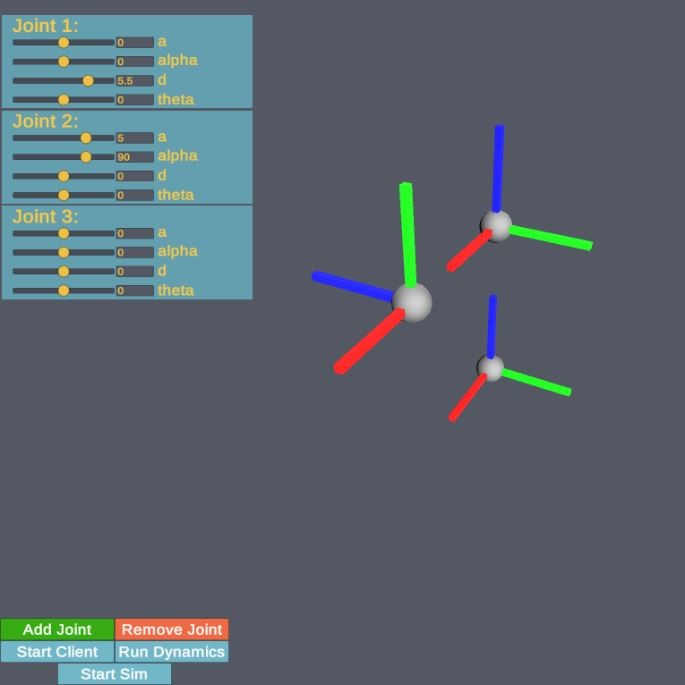 Joint 1:
0 a
0 alpha
5.5 d
0 theta
Joint 2:
5 a
90 alpha
0 d
0 theta
Joint 3:
0 a
0 alpha
0 d
0 theta
Add Joint Remove Joint
Start Client Run Dynamics
Start Sim